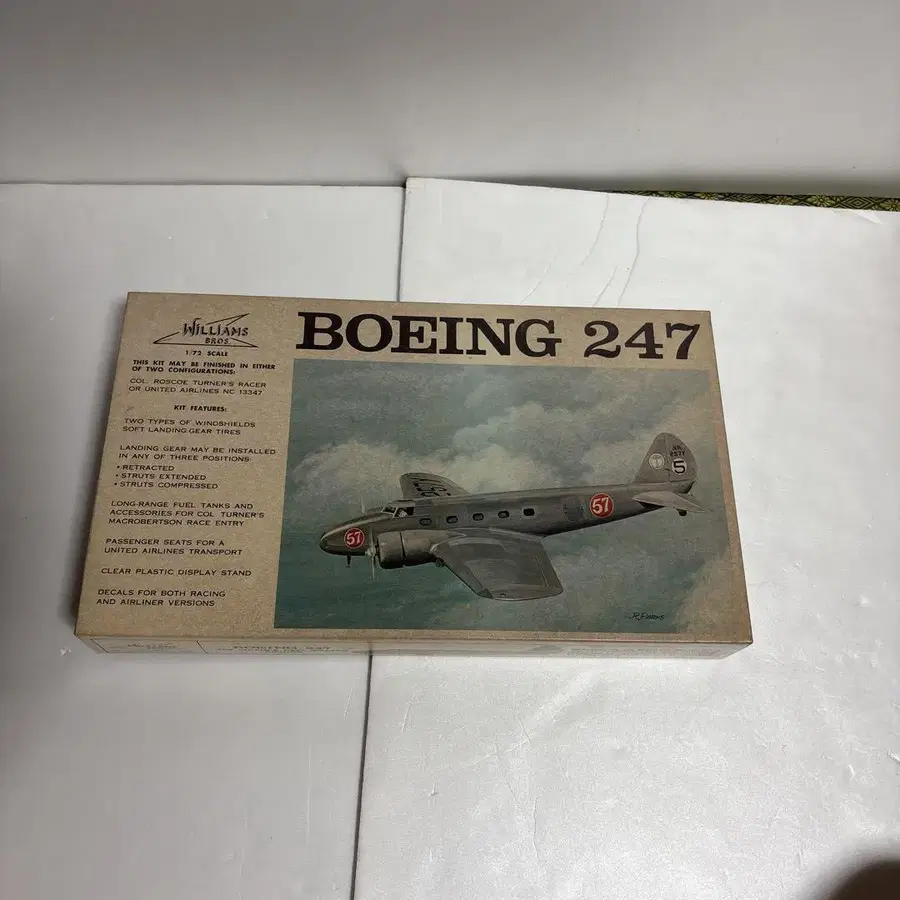 WILLIAMS
BROS.
1/72 SCALE
THIS KIT MAY BE FINISHED IN EITHER
OF TWO CONFIGURATIONS:
COL. ROSCOE TURNER'S RACER
OR UNITED AIRLINES NC 13347
KIT FEATURES:
TWO TYPES OF WINDSHIELDS
SOFT LANDING GEAR TIRES
LANDING GEAR MAY BE INSTALLED
IN ANY OF THREE POSITIONS:
• RETRACTED
• STRUTS EXTENDED
• STRUTS COMPRESSED
LONG-RANGE FUEL TANKS AND
ACCESSORIES FOR COL. TURNER'S
MACROBERTSON RACE ENTRY
PASSENGER SEATS FOR A
UNITED AIRLINES TRANSPORT
CLEAR PLASTIC DISPLAY STAND
DECALS FOR BOTH RACING
AND AIRLINER VERSIONS
BOEING 247
NR
257Y
5
57
57
BOEING 247